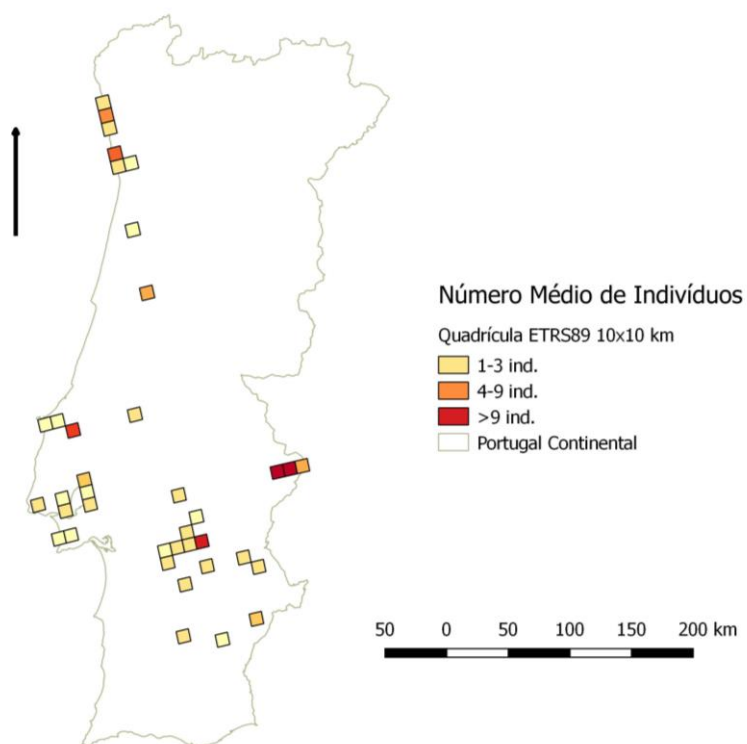 Número Médio de Indivíduos
Quadrícula ETRS89 10x10 km
1-3 ind.
4-9 ind.
>9 ind.
Portugal Continental
50 0 50 100 150 200 km